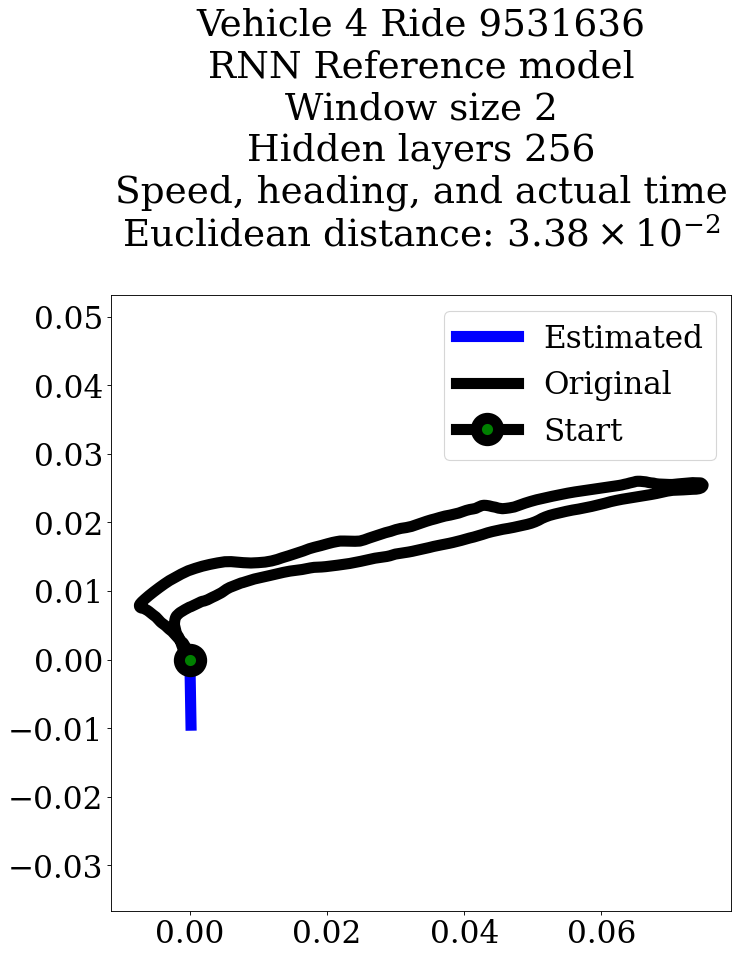 Vehicle 4 Ride 9531636
RNN Reference model
Window size 2
Hidden layers 256
Speed, heading, and actual time
Euclidean distance: 3.38 × 10⁻²
Estimated
Original
Start
0.05
0.04
0.03
0.02
0.01
0.00
−0.01
−0.02
−0.03
0.00 0.02 0.04 0.06